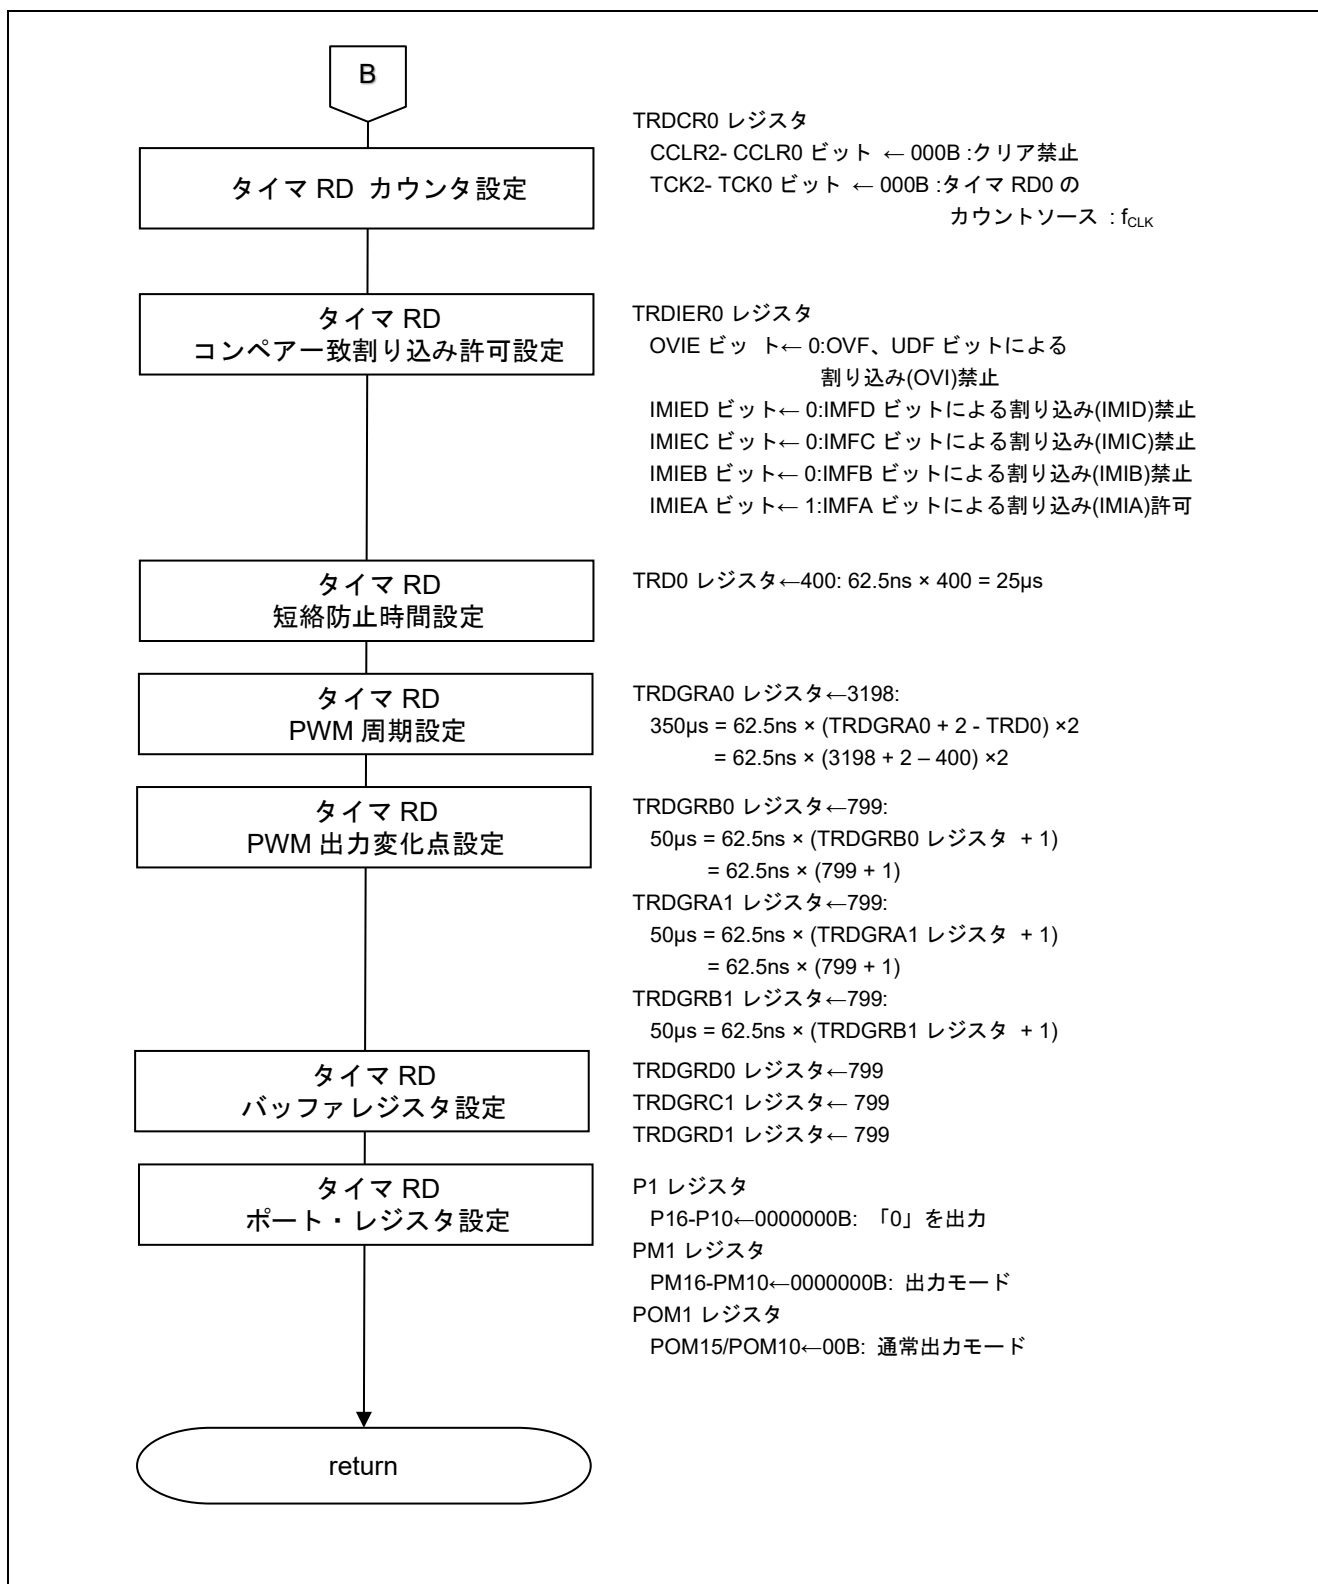 B
タイマ RD カウンタ設定
TRDCR0 レジスタ
CCLR2- CCLR0 ビット ← 000B :クリア禁止
TCK2- TCK0 ビット ← 000B :タイマ RD0 の
カウントソース : fCLK
タイマ RD
コンペアー致割り込み許可設定
TRDIER0 レジスタ
OVIE ビッ ト← 0:OVF、UDF ビットによる
割り込み(OVI)禁止
IMIED ビット← 0:IMFD ビットによる割り込み(IMID)禁止
IMIEC ビット← 0:IMFC ビットによる割り込み(IMIC)禁止
IMIEB ビット← 0:IMFB ビットによる割り込み(IMIB)禁止
IMIEA ビット← 1:IMFA ビットによる割り込み(IMIA)許可
タイマ RD
短絡防止時間設定
TRD0 レジスタ←400: 62.5ns × 400 = 25µs
タイマ RD
PWM 周期設定
TRDGRA0 レジスタ←3198:
350µs = 62.5ns × (TRDGRA0 + 2 - TRD0) ×2
= 62.5ns × (3198 + 2 – 400) ×2
タイマ RD
PWM 出力変化点設定
TRDGRB0 レジスタ←799:
50µs = 62.5ns × (TRDGRB0 レジスタ + 1)
= 62.5ns × (799 + 1)
TRDGRA1 レジスタ←799:
50µs = 62.5ns × (TRDGRA1 レジスタ + 1)
= 62.5ns × (799 + 1)
TRDGRB1 レジスタ←799:
50µs = 62.5ns × (TRDGRB1 レジスタ + 1)
タイマ RD
バッファレジスタ設定
TRDGRD0 レジスタ←799
TRDGRC1 レジスタ← 799
TRDGRD1 レジスタ← 799
タイマ RD
ポート・レジスタ設定
P1 レジスタ
P16-P10←0000000B: 「0」を出力
PM1 レジスタ
PM16-PM10←0000000B: 出力モード
POM1 レジスタ
POM15/POM10←00B: 通常出力モード
return